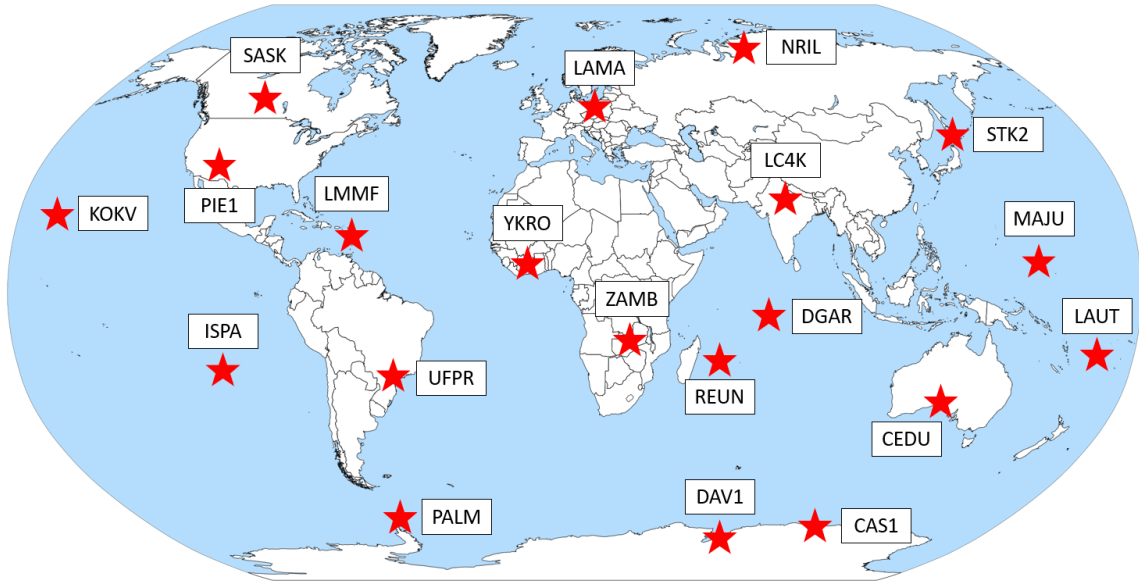 SASK
NRIL
LAMA
STK2
LC4K
PIE1
LMMF
KOKV
YKRO
MAJU
ZAMB
DGAR
LAUT
ISPA
UFPR
REUN
CEDU
DAV1
PALM
CAS1